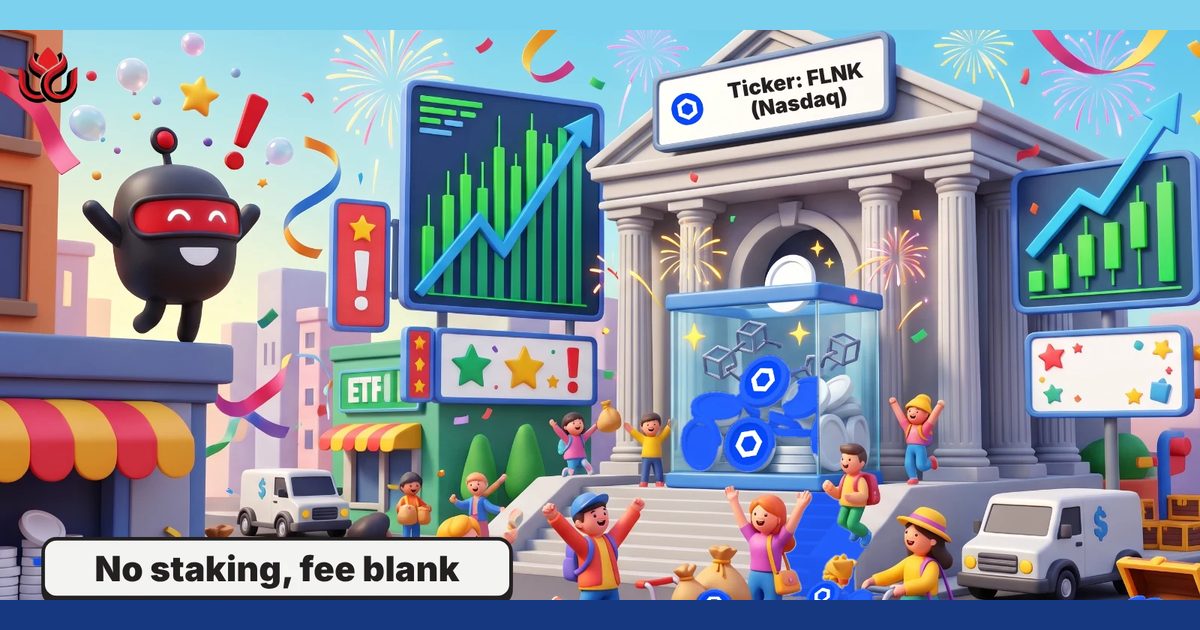 Ticker: FLNK
(Nasdaq)
ETF
$
$
No staking, fee blank